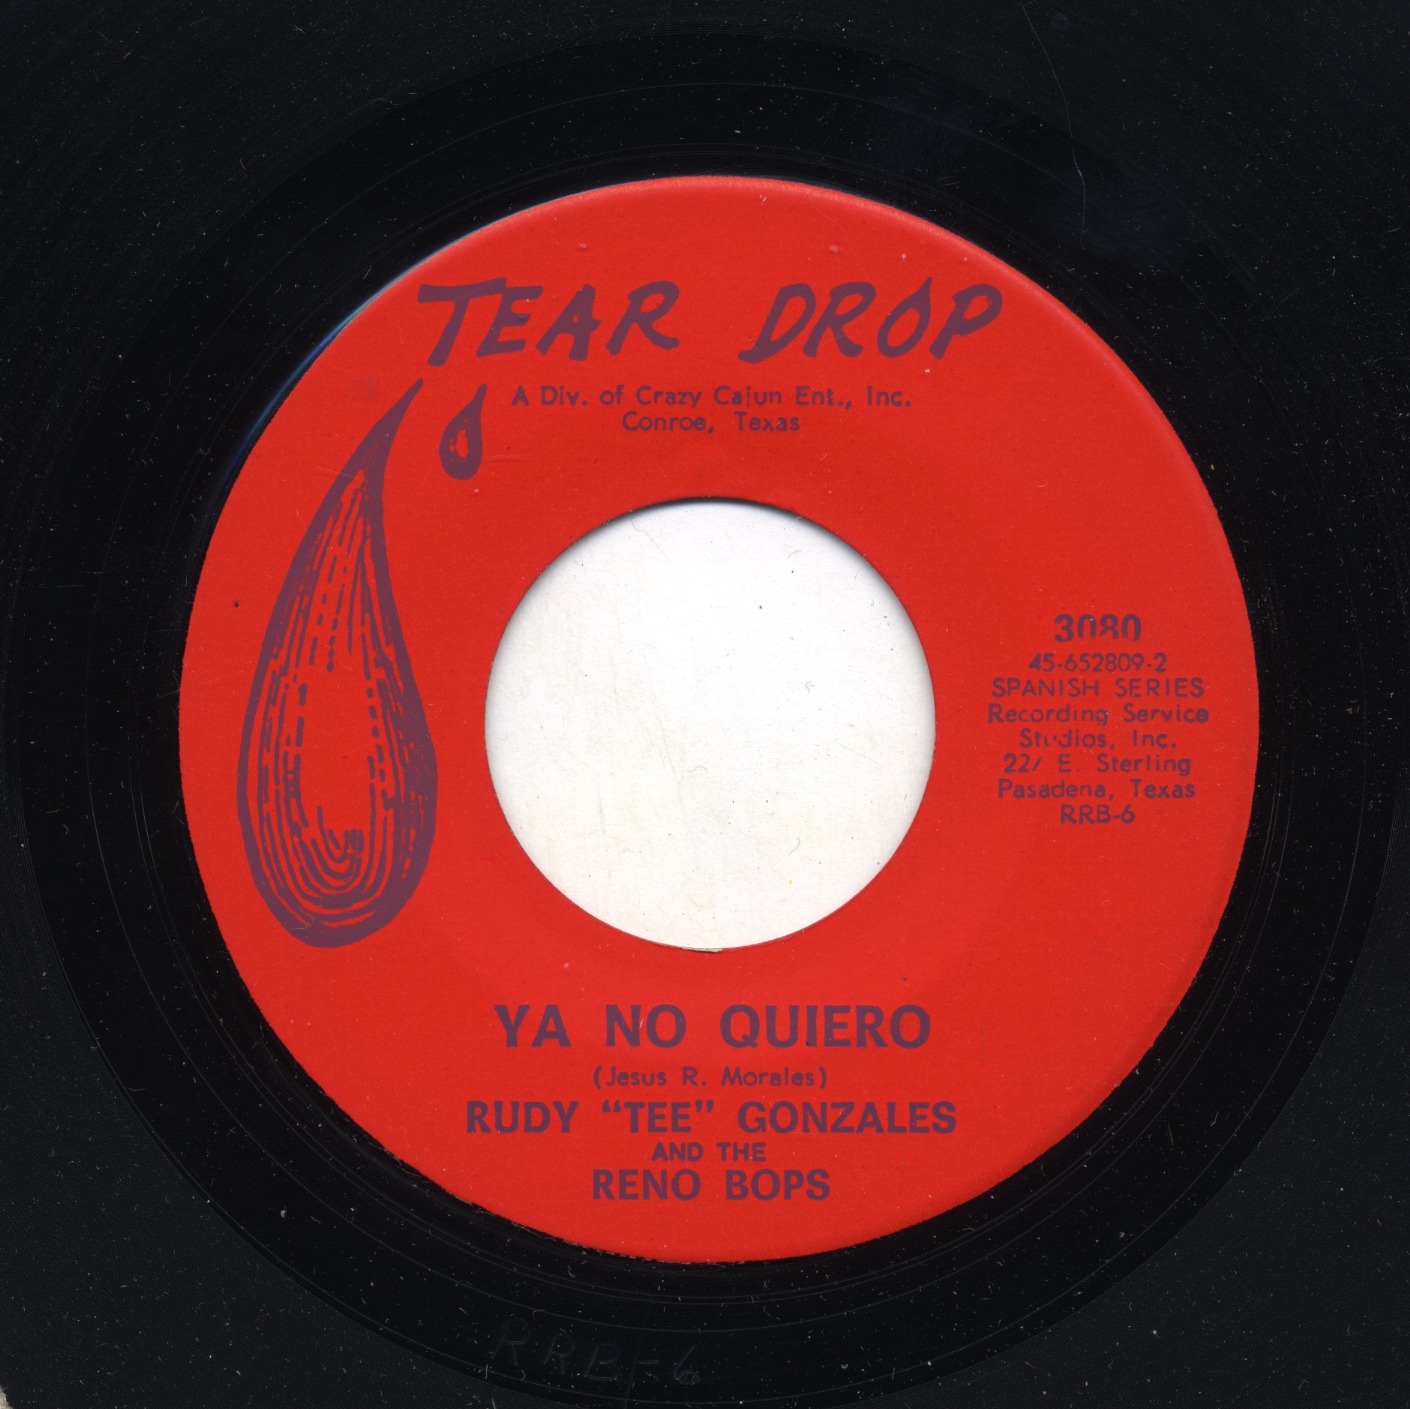 TEAR DROP
A Div. of Crazy Cajun Ent., Inc.
Conroe, Texas
3080
45-652809-2
SPANISH SERIES
Recording Service
Studios, Inc.
E. Sterling
Pasadena, Texas
RRB-6
YA NO QUIERO
(Jesus R. Morales)
RUDY “TEE” GONZALES
AND THE
RENO BOPS
RRB-6